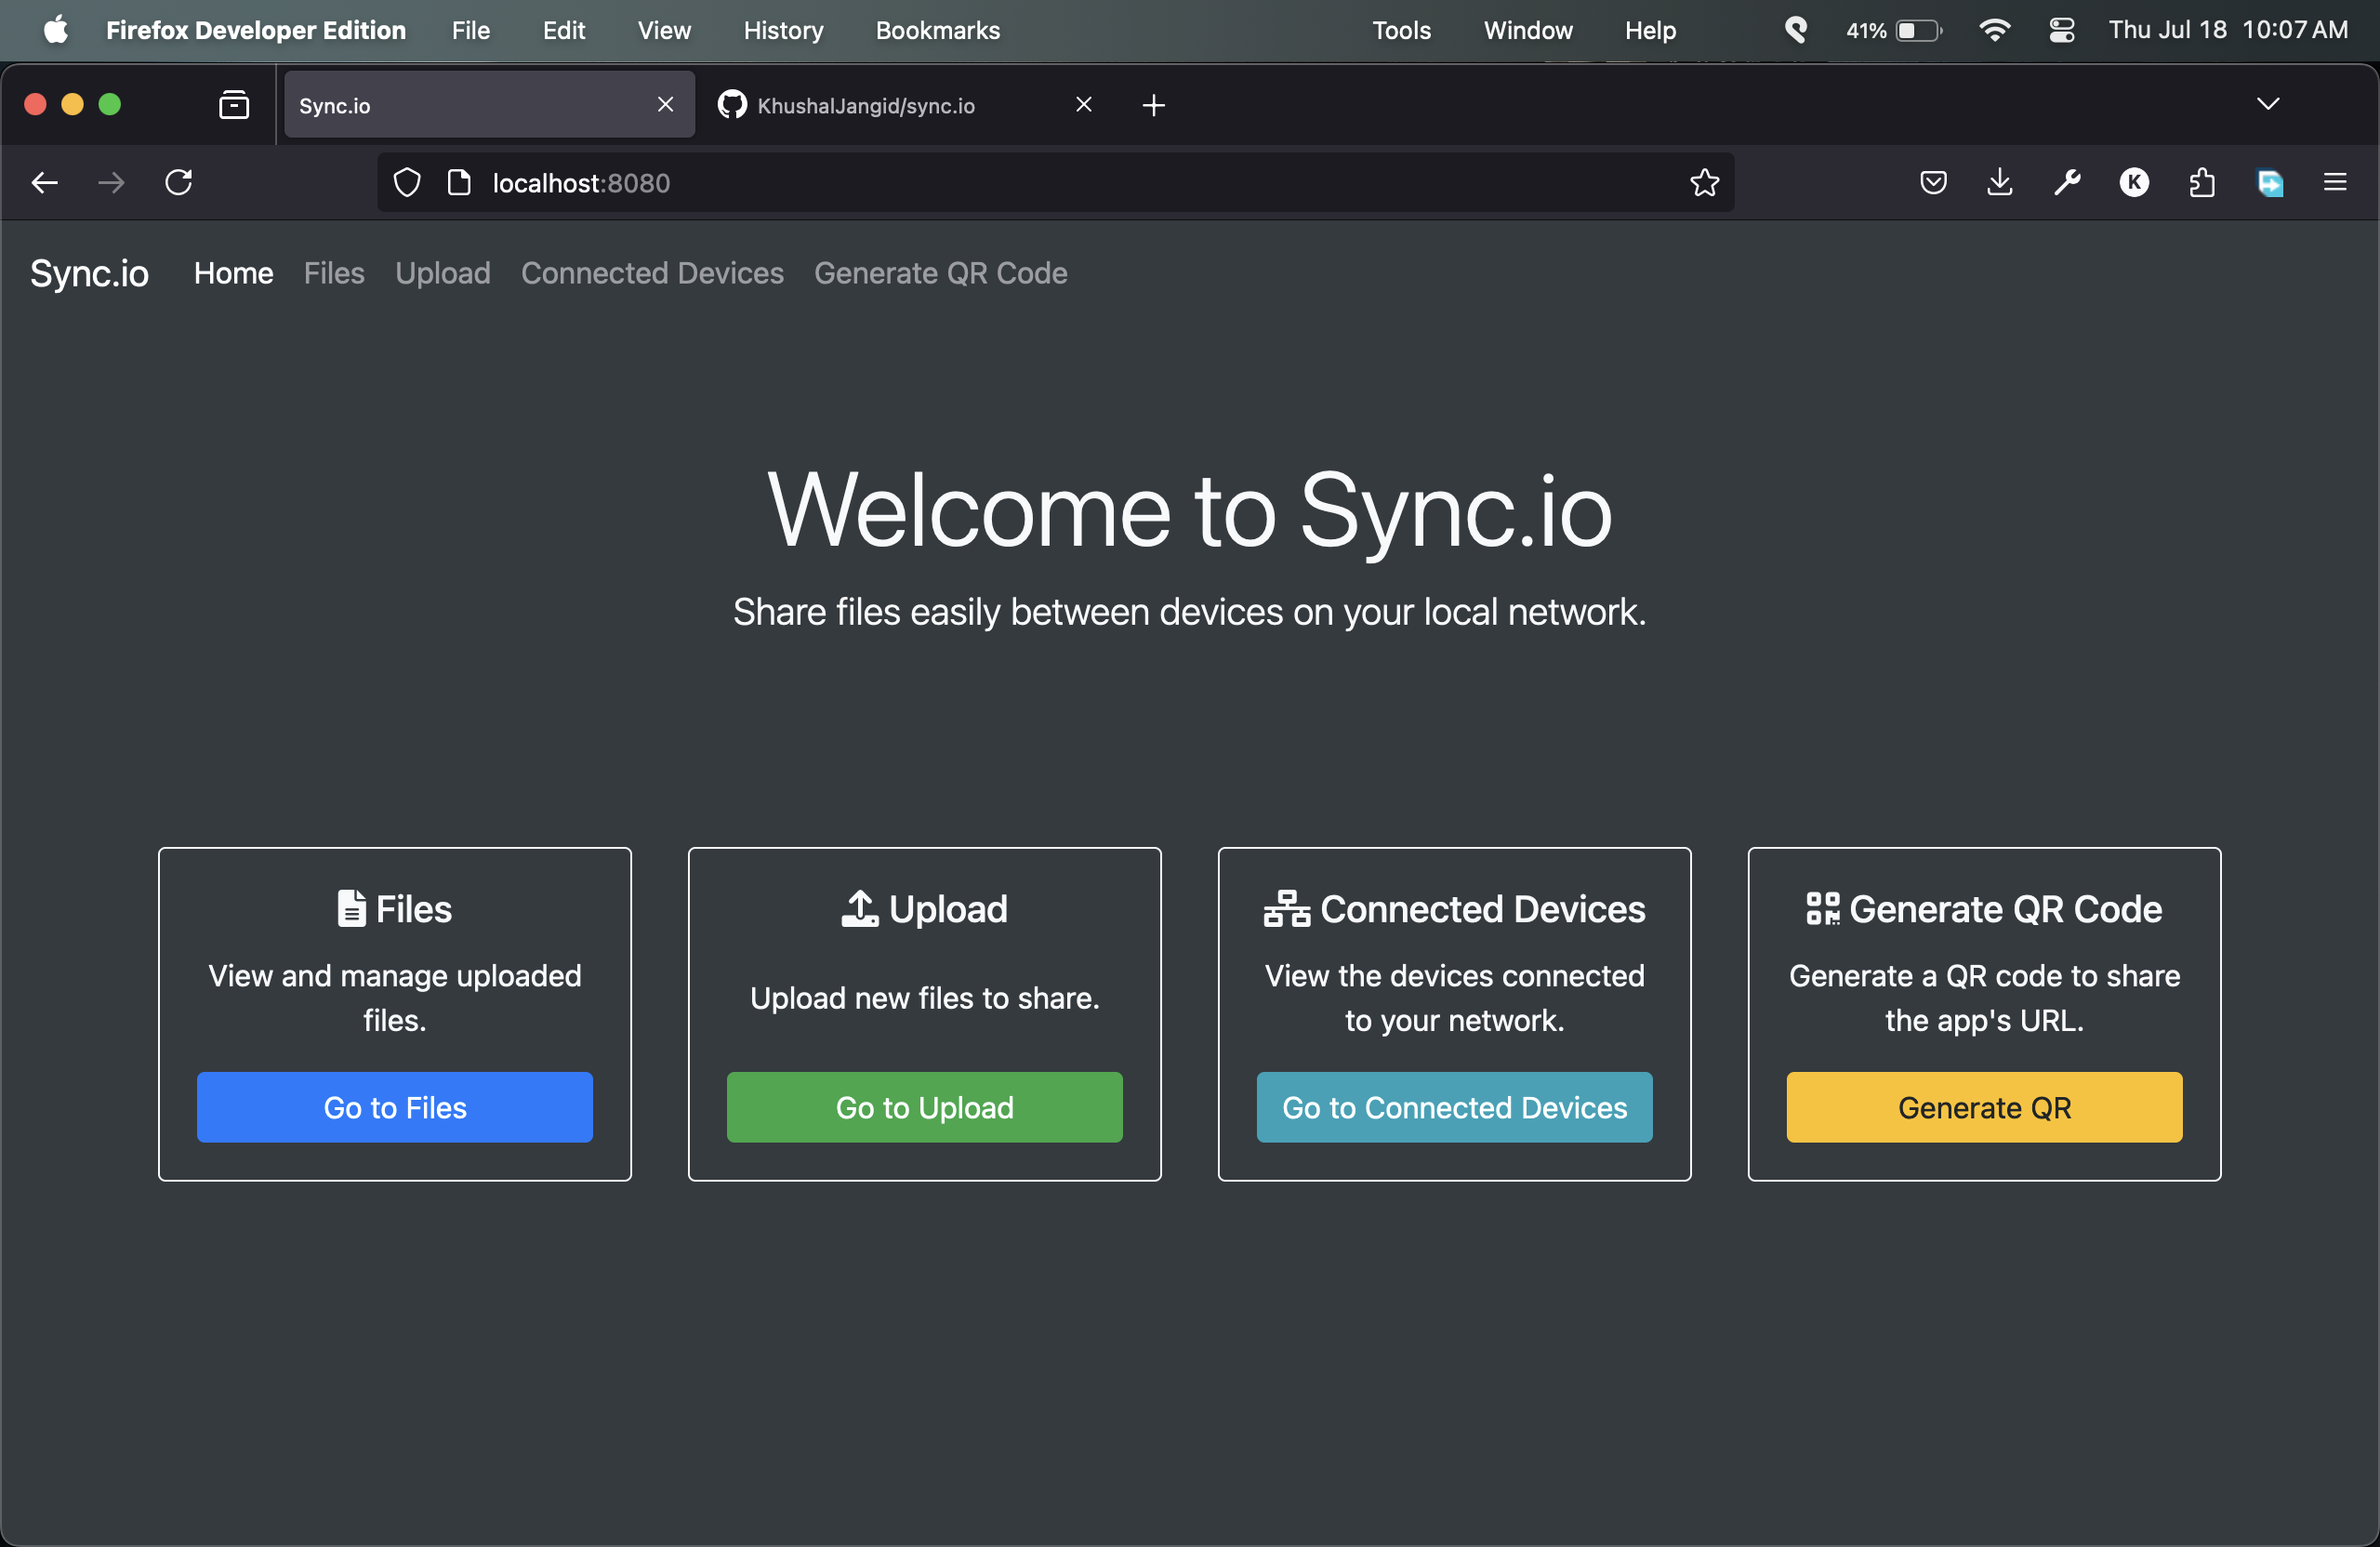 Firefox Developer Edition File Edit View History Bookmarks Tools Window Help 41% Thu Jul 18 10:07 AM
Sync.io KhushalJangid/sync.io
localhost:8080
K
Sync.io Home Files Upload Connected Devices Generate QR Code
Welcome to Sync.io
Share files easily between devices on your local network.
Files
View and manage uploaded
files.
Go to Files
Upload
Upload new files to share.
Go to Upload
Connected Devices
View the devices connected
to your network.
Go to Connected Devices
Generate QR Code
Generate a QR code to share
the app's URL.
Generate QR